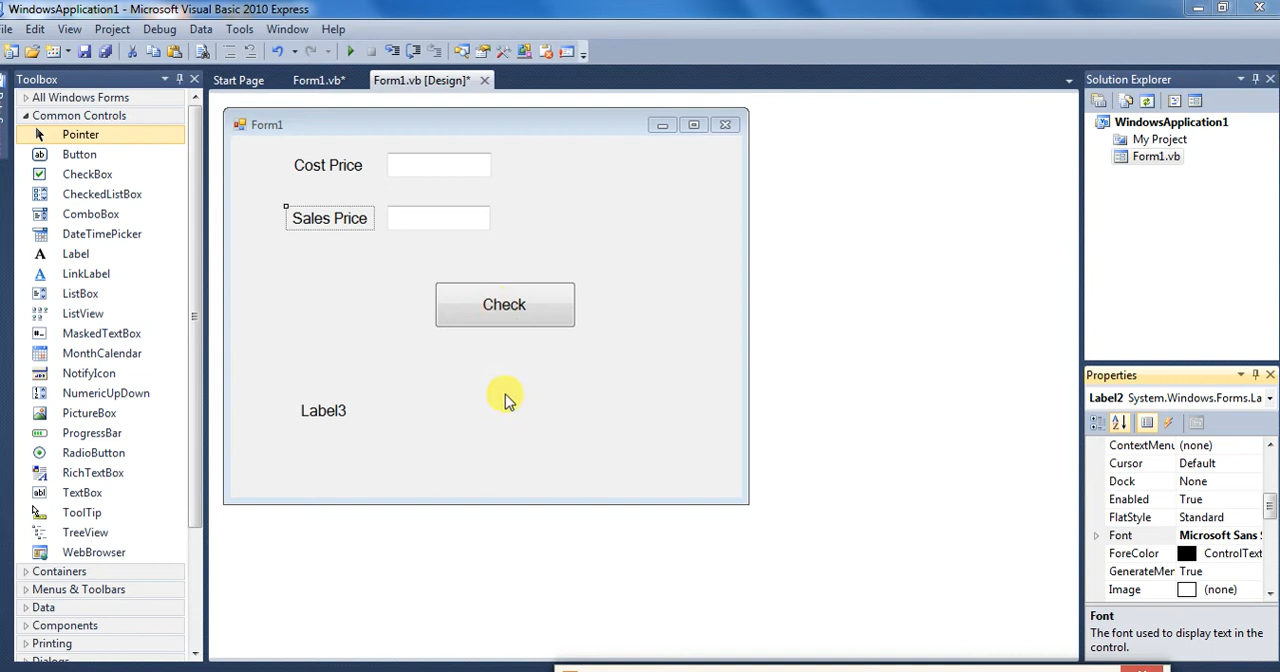 WindowsApplication1 - Microsoft Visual Basic 2010 Express
File Edit View Project Debug Data Tools Window Help
Toolbox
Start Page Form1.vb* Form1.vb [Design]*
Solution Explorer
All Windows Forms
Common Controls
Pointer
Button
CheckBox
CheckedListBox
ComboBox
DateTimePicker
Label
LinkLabel
ListBox
ListView
MaskedTextBox
MonthCalendar
NotifyIcon
NumericUpDown
PictureBox
ProgressBar
RadioButton
RichTextBox
TextBox
ToolTip
TreeView
WebBrowser
Containers
Menus & Toolbars
Data
Components
Printing
Dialogs
Form1
Cost Price
Sales Price
Check
Label3
WindowsApplication1
My Project
Form1.vb
Properties
Label2 System.Windows.Forms.La
ContextMenu (none)
Cursor Default
Dock None
Enabled True
FlatStyle Standard
Font Microsoft Sans S
ForeColor ControlText
GenerateMem True
Image (none)
Font
The font used to display text in the
control.